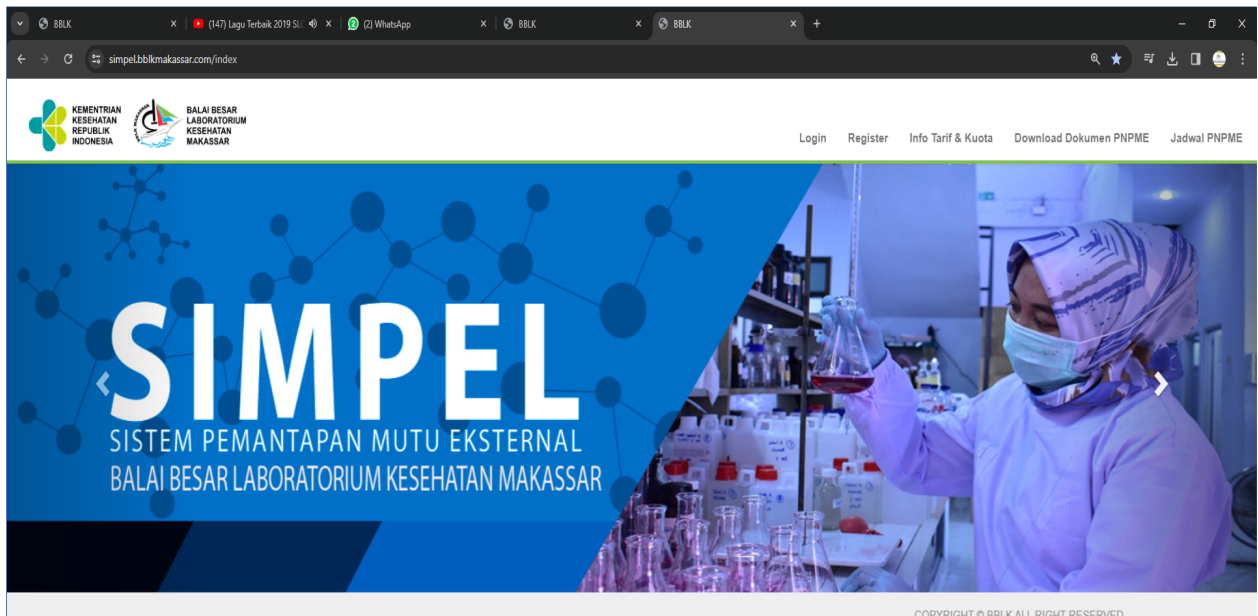 BBLK
(147) Lagu Terbaik 2019 SL
(2) WhatsApp
BBLK
BBLK
simpel.bblkmakassar.com/index
KEMENTRIAN
KESEHATAN
REPUBLIK
INDONESIA
BALAI BESAR
LABORATORIUM
KESEHATAN
MAKASSAR
Login Register Info Tarif & Kuota Download Dokumen PNPME Jadwal PNPME
SIMPEL
SISTEM PEMANTAPAN MUTU EKSTERNAL
BALAI BESAR LABORATORIUM KESEHATAN MAKASSAR
COPYRIGHT © BBLK ALL RIGHT RESERVED